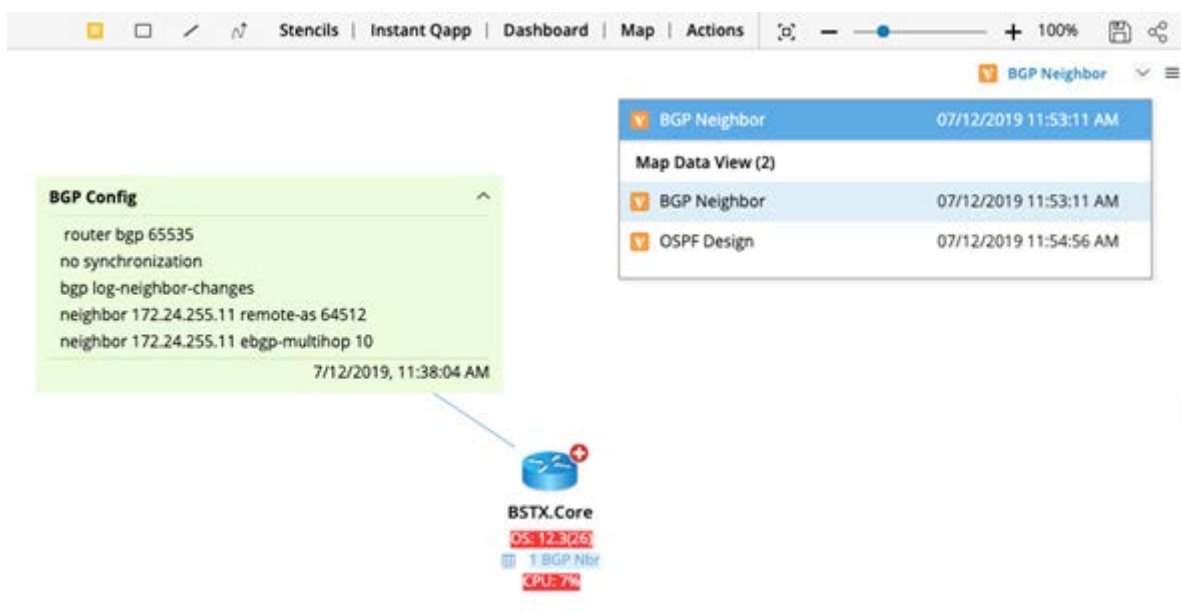 Stencils | Instant Qapp | Dashboard | Map | Actions 100%
BGP Neighbor
BGP Neighbor 07/12/2019 11:53:11 AM
Map Data View (2)
BGP Neighbor 07/12/2019 11:53:11 AM
OSPF Design 07/12/2019 11:54:56 AM
BGP Config
router bgp 65535
no synchronization
bgp log-neighbor-changes
neighbor 172.24.255.11 remote-as 64512
neighbor 172.24.255.11 ebgp-multihop 10
7/12/2019, 11:38:04 AM
BSTX.Core
OS: 12.3(26)
1 BGP Nbr
CPU: 7%